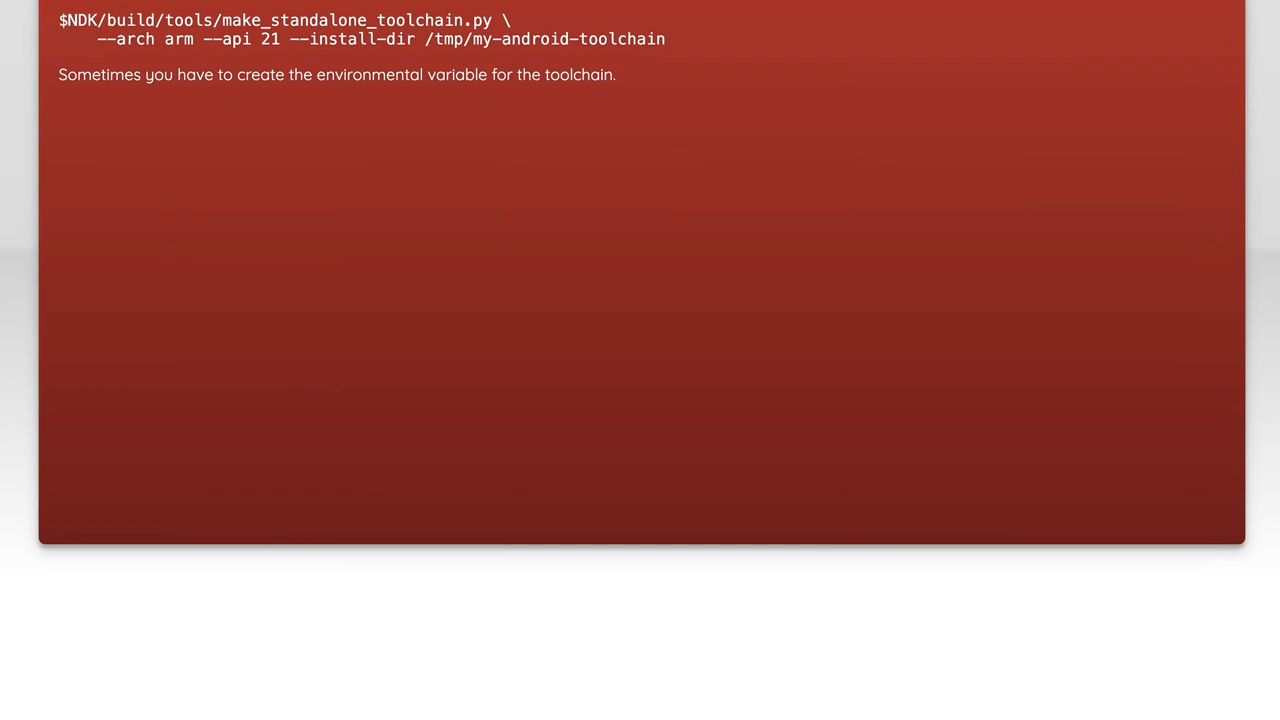 $NDK/build/tools/make_standalone_toolchain.py \
--arch arm --api 21 --install-dir /tmp/my-android-toolchain
Sometimes you have to create the environmental variable for the toolchain.